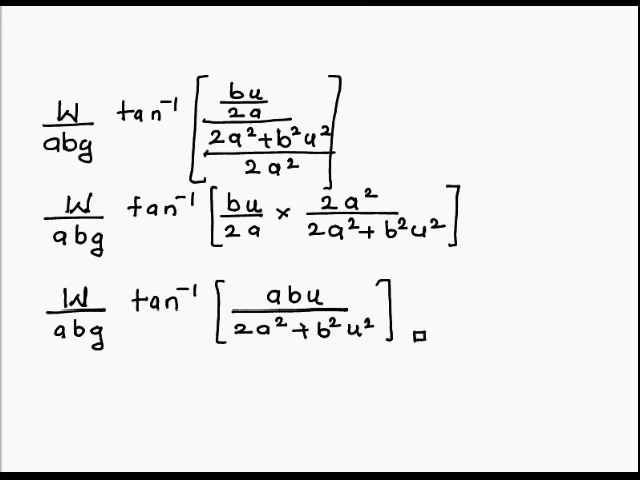 W/abg tan⁻¹ [ (bu/2a) / ((2a²+b²u²)/2a²) ]
W/abg tan⁻¹ [ bu/2a × 2a²/(2a²+b²u²) ]
W/abg tan⁻¹ [ abu/(2a²+b²u²) ] □